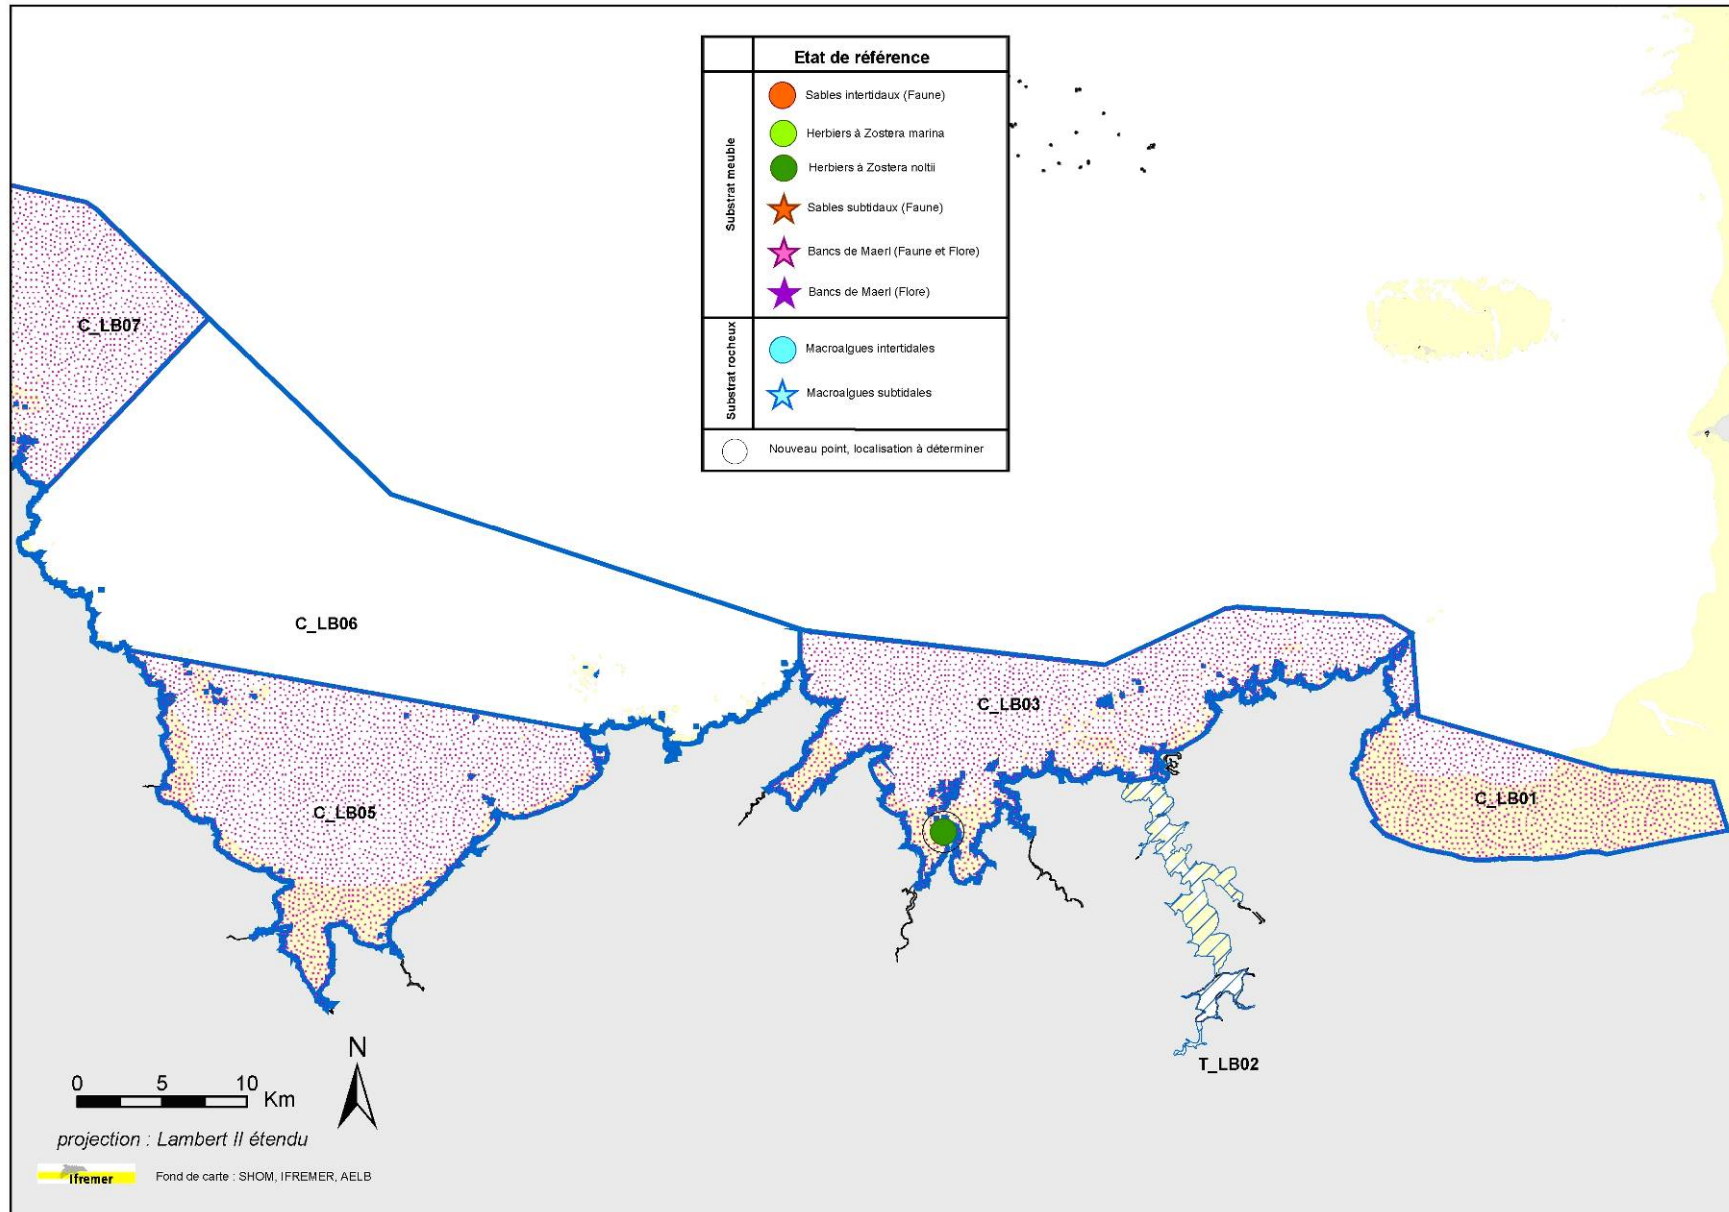 Etat de référence
Substrat meuble
Sables intertidaux (Faune)
Herbiers à Zostera marina
Herbiers à Zostera noltii
Sables subtidaux (Faune)
Bancs de Maerl (Faune et Flore)
Bancs de Maerl (Flore)
Substrat rocheux
Macroalgues intertidales
Macroalgues subtidales
Nouveau point, localisation à déterminer
C_LB07
C_LB06
C_LB03
C_LB05
C_LB01
T_LB02
N
0 5 10 Km
projection : Lambert II étendu
Ifremer
Fond de carte : SHOM, IFREMER, AELB